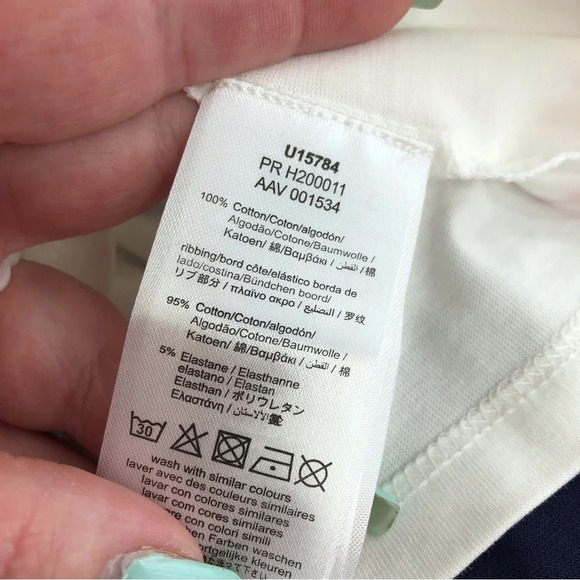 U15784
PR H200011
AAV 001534
100% Cotton/Coton/algodón/
Algodão/Cotone/Baumwolle /
Katoen/ 綿/Βαμβάκι / القطن / 棉
ribbing/bord côte/elástico borda de
lado/costina/Bündchen boord/
リブ部分 / πλαϊνο ακρο / الضليع / 罗纹
95% Cotton/Coton/algodón/
Algodão/Cotone/Baumwolle /
Katoen/ 綿/Βαμβάκι / القطن / 棉
5% Elastane / Elasthanne
elastano / Elastan
Elasthan / ポリウレタン
Ελαστάνη /
30
wash with similar colours
laver avec des couleurs similaires
lavar con colores similares
lavar com cores similares
colori simili
Farben waschen
kleuren